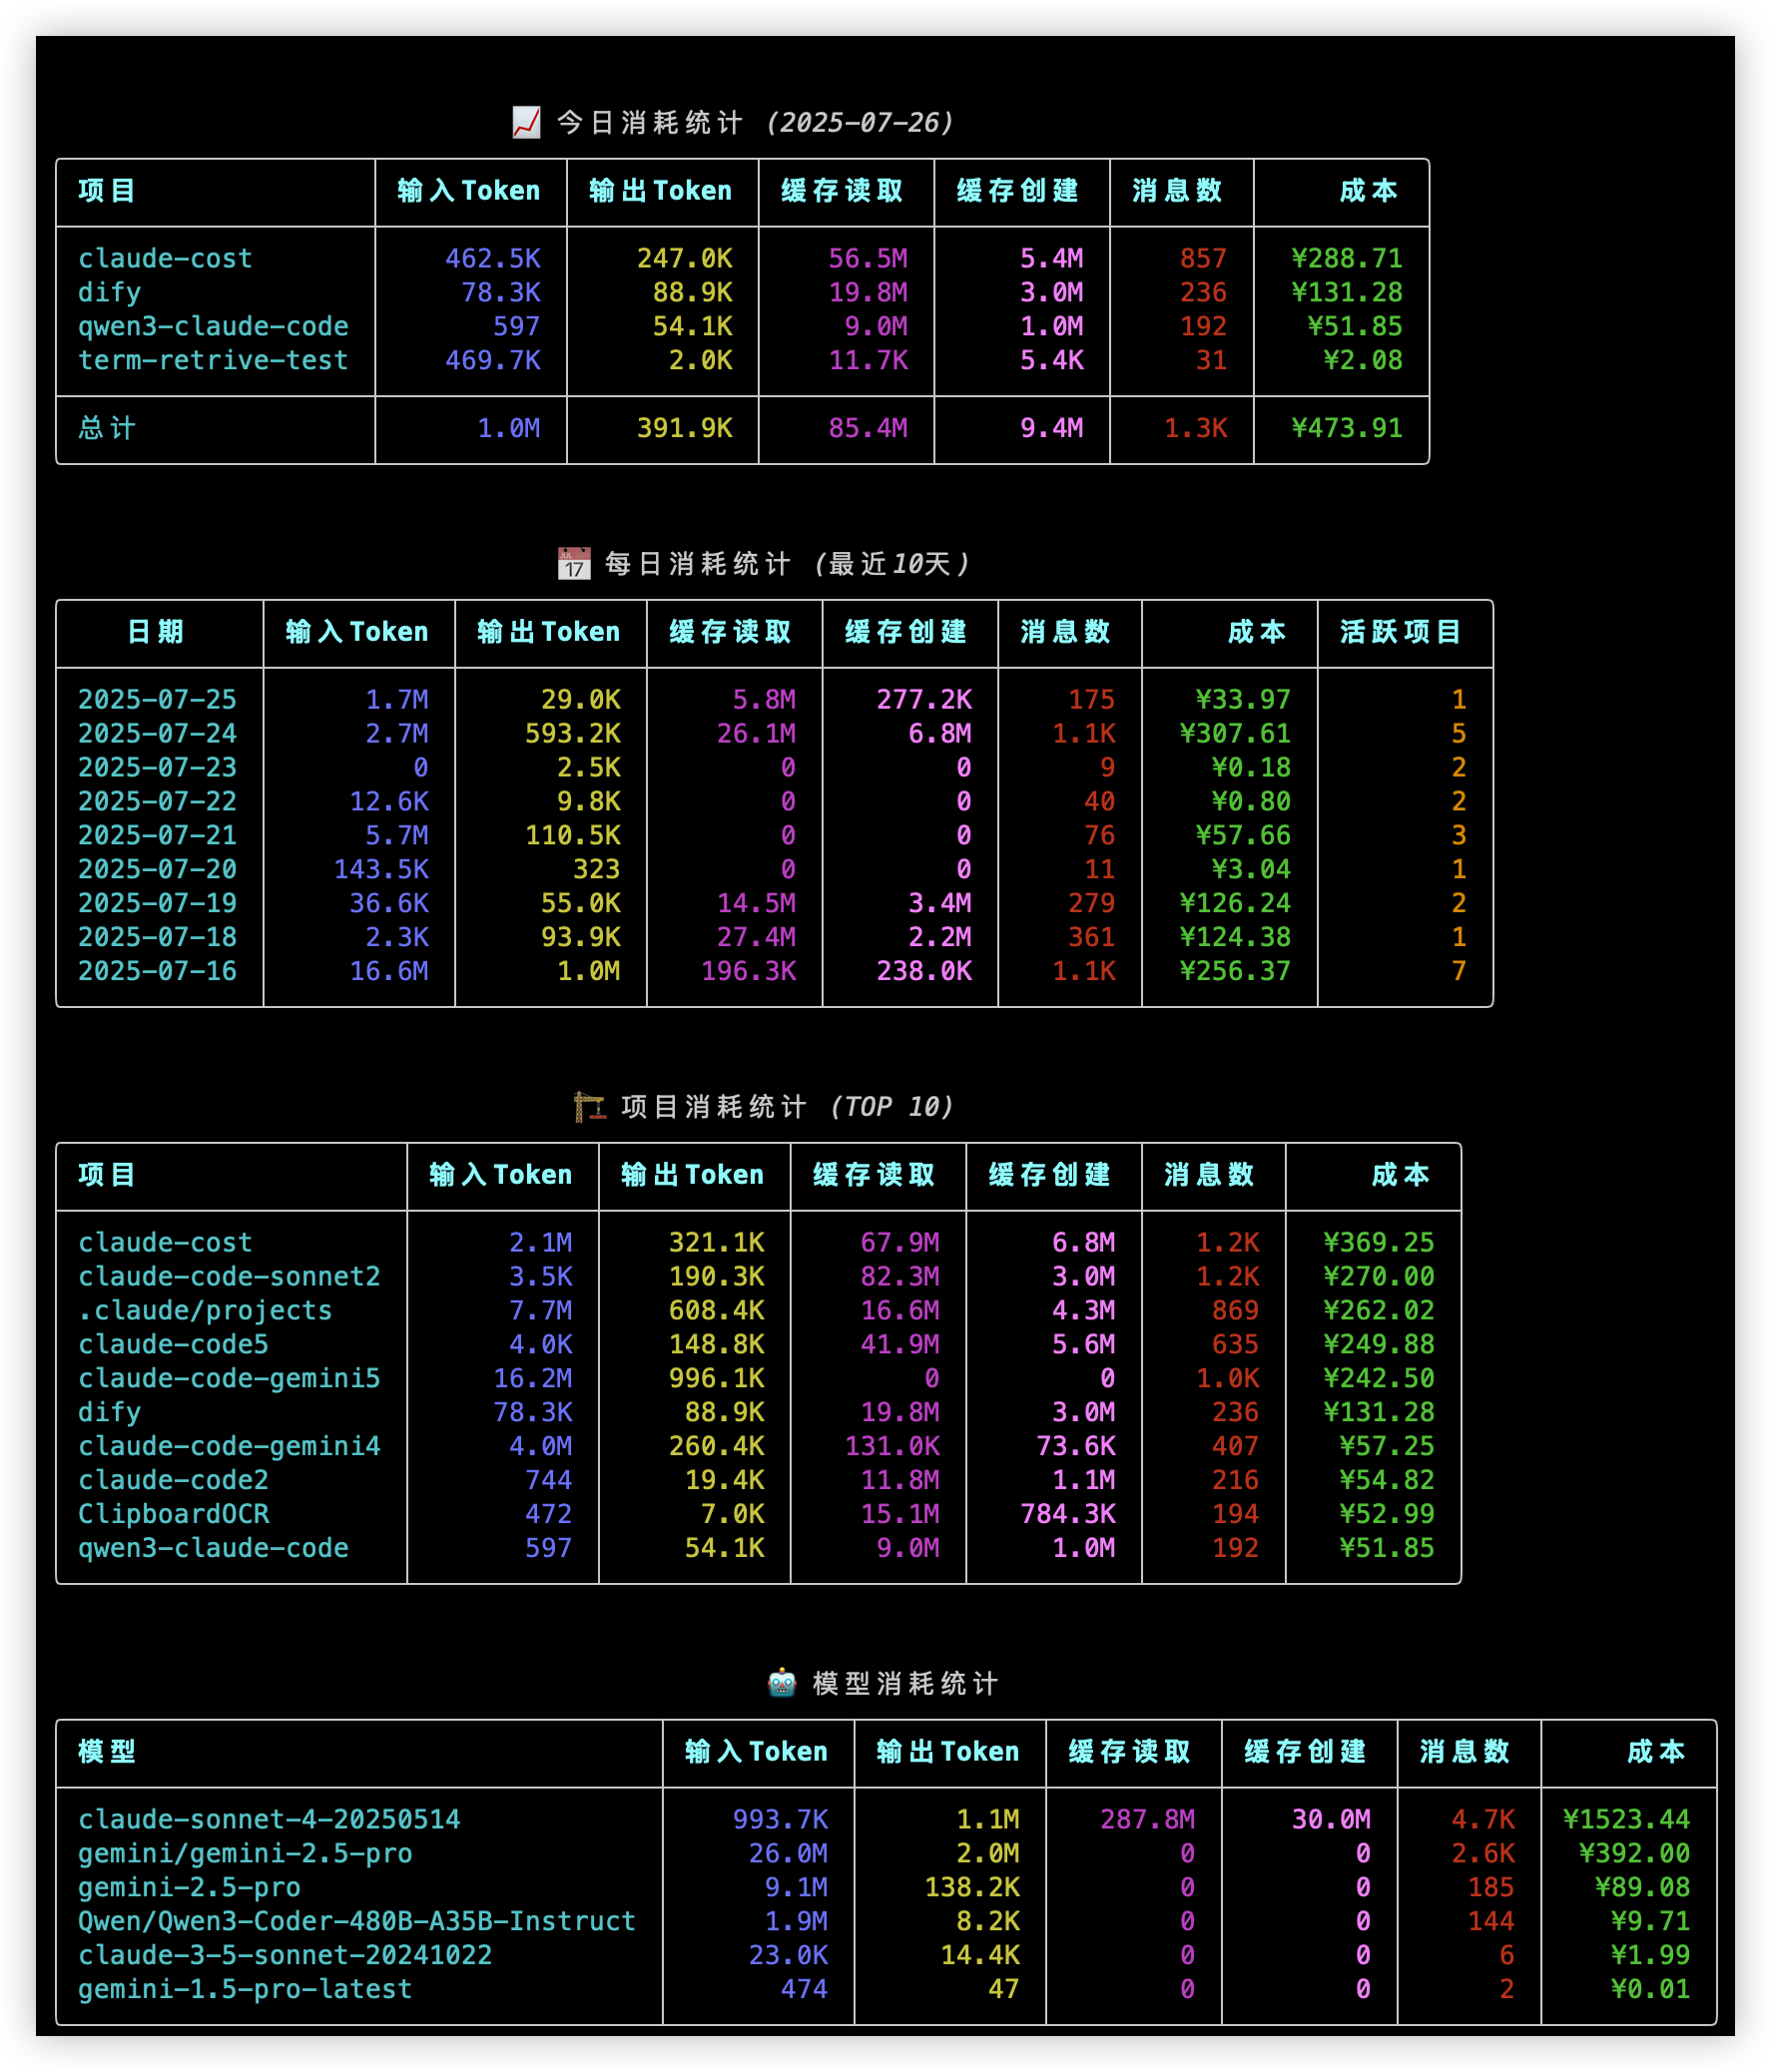 今日消耗统计 (2025-07-26)
项目 输入Token 输出Token 缓存读取 缓存创建 消息数 成本
claude-cost 462.5K 247.0K 56.5M 5.4M 857 ¥288.71
dify 78.3K 88.9K 19.8M 3.0M 236 ¥131.28
qwen3-claude-code 597 54.1K 9.0M 1.0M 192 ¥51.85
term-retrive-test 469.7K 2.0K 11.7K 5.4K 31 ¥2.08
总计 1.0M 391.9K 85.4M 9.4M 1.3K ¥473.91
JUL
17 每日消耗统计 (最近10天)
日期 输入Token 输出Token 缓存读取 缓存创建 消息数 成本 活跃项目
2025-07-25 1.7M 29.0K 5.8M 277.2K 175 ¥33.97 1
2025-07-24 2.7M 593.2K 26.1M 6.8M 1.1K ¥307.61 5
2025-07-23 0 2.5K 0 0 9 ¥0.18 2
2025-07-22 12.6K 9.8K 0 0 40 ¥0.80 2
2025-07-21 5.7M 110.5K 0 0 76 ¥57.66 3
2025-07-20 143.5K 323 0 0 11 ¥3.04 1
2025-07-19 36.6K 55.0K 14.5M 3.4M 279 ¥126.24 2
2025-07-18 2.3K 93.9K 27.4M 2.2M 361 ¥124.38 1
2025-07-16 16.6M 1.0M 196.3K 238.0K 1.1K ¥256.37 7
项目消耗统计 (TOP 10)
项目 输入Token 输出Token 缓存读取 缓存创建 消息数 成本
claude-cost 2.1M 321.1K 67.9M 6.8M 1.2K ¥369.25
claude-code-sonnet2 3.5K 190.3K 82.3M 3.0M 1.2K ¥270.00
.claude/projects 7.7M 608.4K 16.6M 4.3M 869 ¥262.02
claude-code5 4.0K 148.8K 41.9M 5.6M 635 ¥249.88
claude-code-gemini5 16.2M 996.1K 0 0 1.0K ¥242.50
dify 78.3K 88.9K 19.8M 3.0M 236 ¥131.28
claude-code-gemini4 4.0M 260.4K 131.0K 73.6K 407 ¥57.25
claude-code2 744 19.4K 11.8M 1.1M 216 ¥54.82
ClipboardOCR 472 7.0K 15.1M 784.3K 194 ¥52.99
qwen3-claude-code 597 54.1K 9.0M 1.0M 192 ¥51.85
模型消耗统计
模型 输入Token 输出Token 缓存读取 缓存创建 消息数 成本
claude-sonnet-4-20250514 993.7K 1.1M 287.8M 30.0M 4.7K ¥1523.44
gemini/gemini-2.5-pro 26.0M 2.0M 0 0 2.6K ¥392.00
gemini-2.5-pro 9.1M 138.2K 0 0 185 ¥89.08
Qwen/Qwen3-Coder-480B-A35B-Instruct 1.9M 8.2K 0 0 144 ¥9.71
claude-3-5-sonnet-20241022 23.0K 14.4K 0 0 6 ¥1.99
gemini-1.5-pro-latest 474 47 0 0 2 ¥0.01